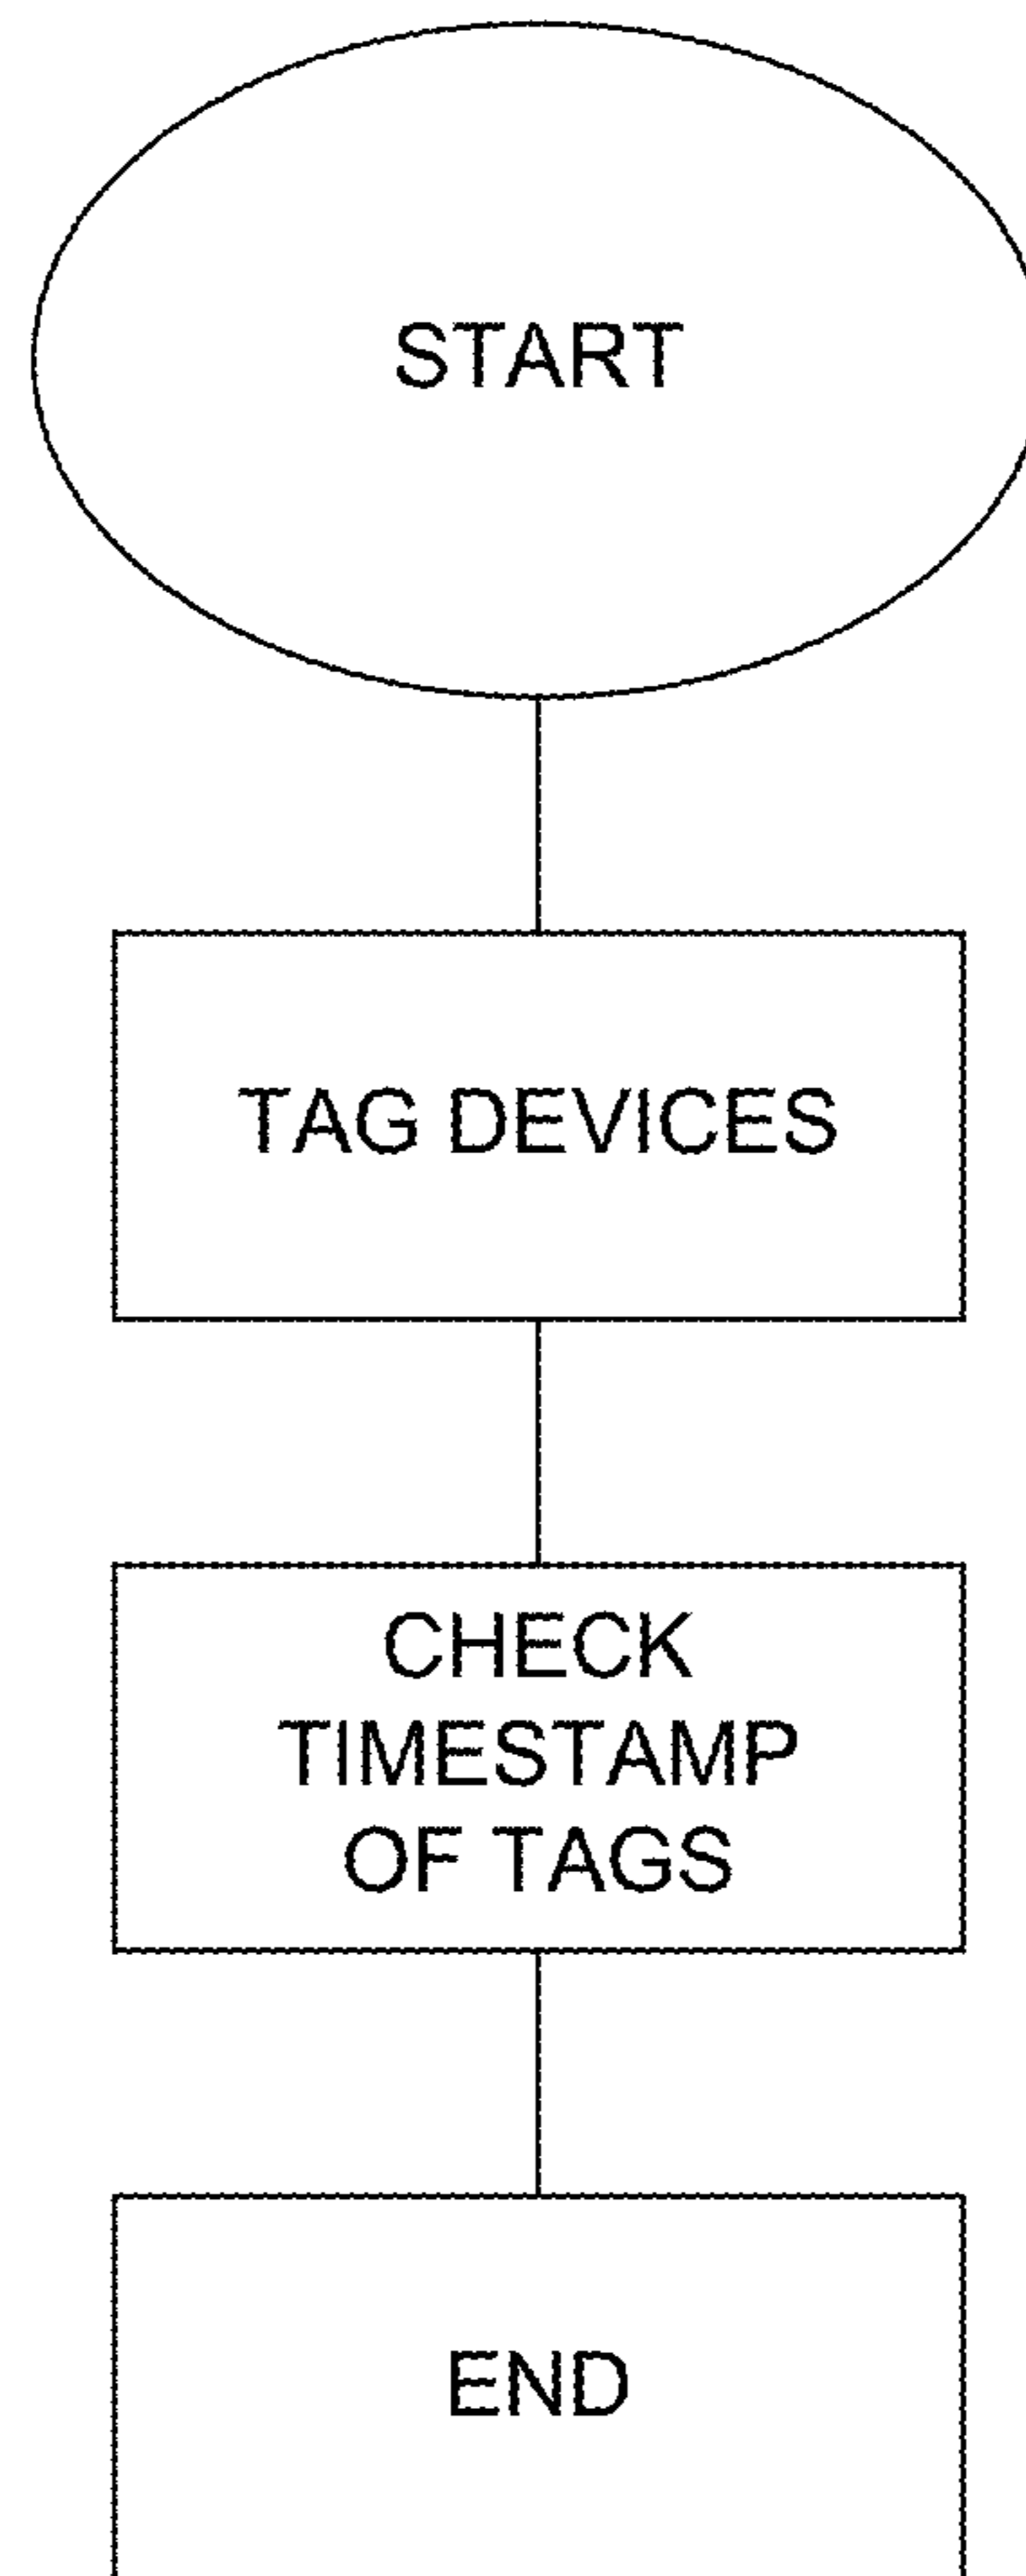 START
TAG DEVICES
CHECK
TIMESTAMP
OF TAGS
END